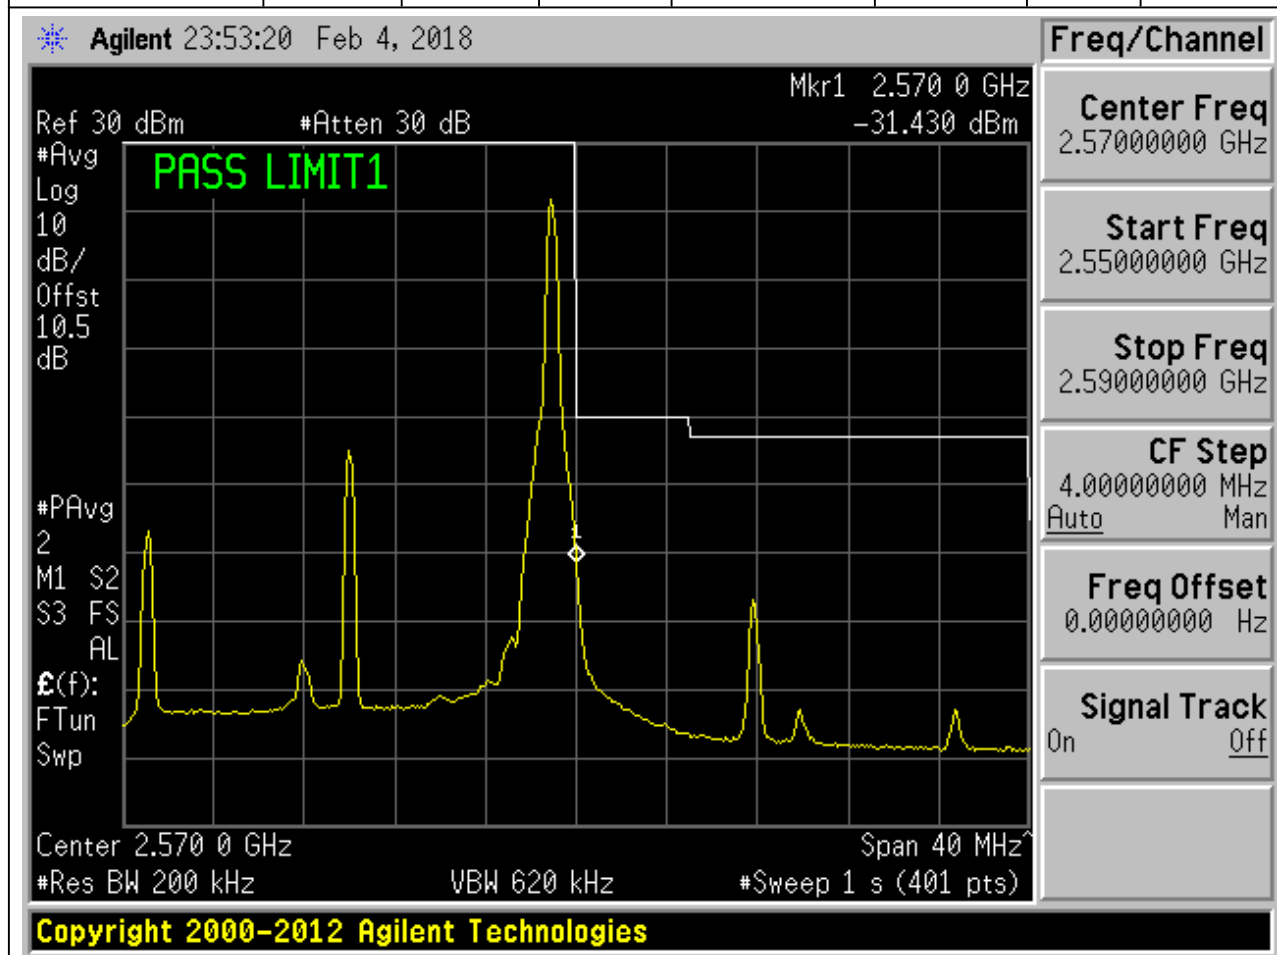 Agilent 23:53:20 Feb 4, 2018
Freq/Channel
Mkr1 2.570 0 GHz
Ref 30 dBm #Atten 30 dB -31.430 dBm
#Avg
Log
10
dB/
Offst
10.5
dB
PASS LIMIT1
1
#PAvg
2
M1 S2
S3 FS
AL
£(f):
FTun
Swp
Center 2.570 0 GHz Span 40 MHz^
#Res BW 200 kHz VBW 620 kHz #Sweep 1 s (401 pts)
Copyright 2000-2012 Agilent Technologies
Center Freq
2.57000000 GHz
Start Freq
2.55000000 GHz
Stop Freq
2.59000000 GHz
CF Step
4.00000000 MHz
Auto Man
Freq Offset
0.00000000 Hz
Signal Track
On Off